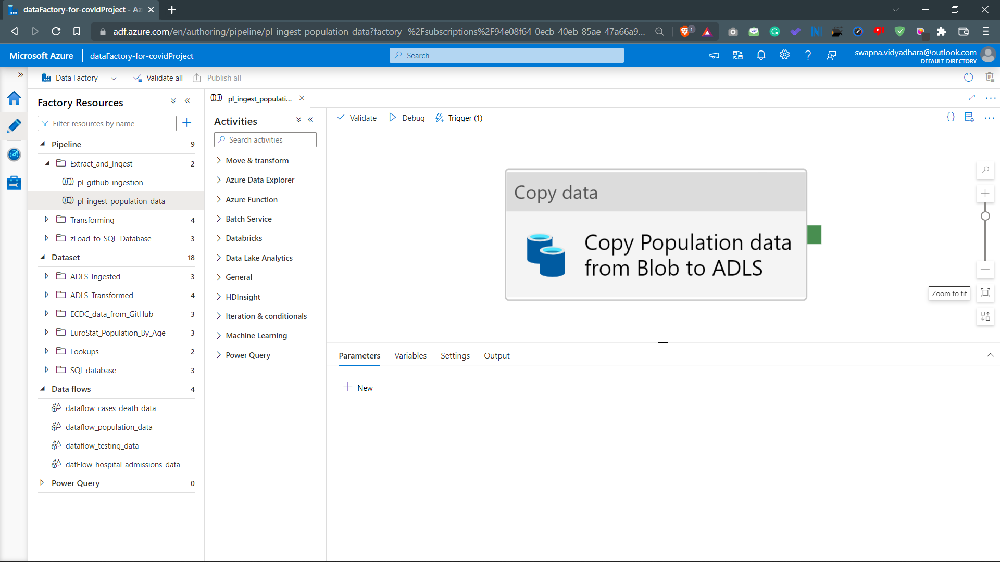 dataFactory-for-covidProject - Az
adf.azure.com/en/authoring/pipeline/pl_ingest_population_data?factory=%2Fsubscriptions%2F94e08f64-0ecb-40eb-85ae-47a66a9...
1
Microsoft Azure
dataFactory-for-covidProject
Search
swapna.vidyadhara@outlook.com
DEFAULT DIRECTORY
Data Factory
Validate all
Publish all
Factory Resources
Filter resources by name
Pipeline 9
Extract_and_Ingest 2
pl_github_ingestion
pl_ingest_population_data
Transforming 4
zLoad_to_SQL_Database 3
Dataset 18
ADLS_Ingested 3
ADLS_Transformed 4
ECDC_data_from_GitHub 3
EuroStat_Population_By_Age 3
Lookups 2
SQL database 3
Data flows 4
dataflow_cases_death_data
dataflow_population_data
dataflow_testing_data
datFlow_hospital_admissions_data
Power Query 0
pl_ingest_populati...
Activities
Search activities
Move & transform
Azure Data Explorer
Azure Function
Batch Service
Databricks
Data Lake Analytics
General
HDInsight
Iteration & conditionals
Machine Learning
Power Query
Validate
Debug
Trigger (1)
Copy data
Copy Population data
from Blob to ADLS
Zoom to fit
Parameters
Variables
Settings
Output
New